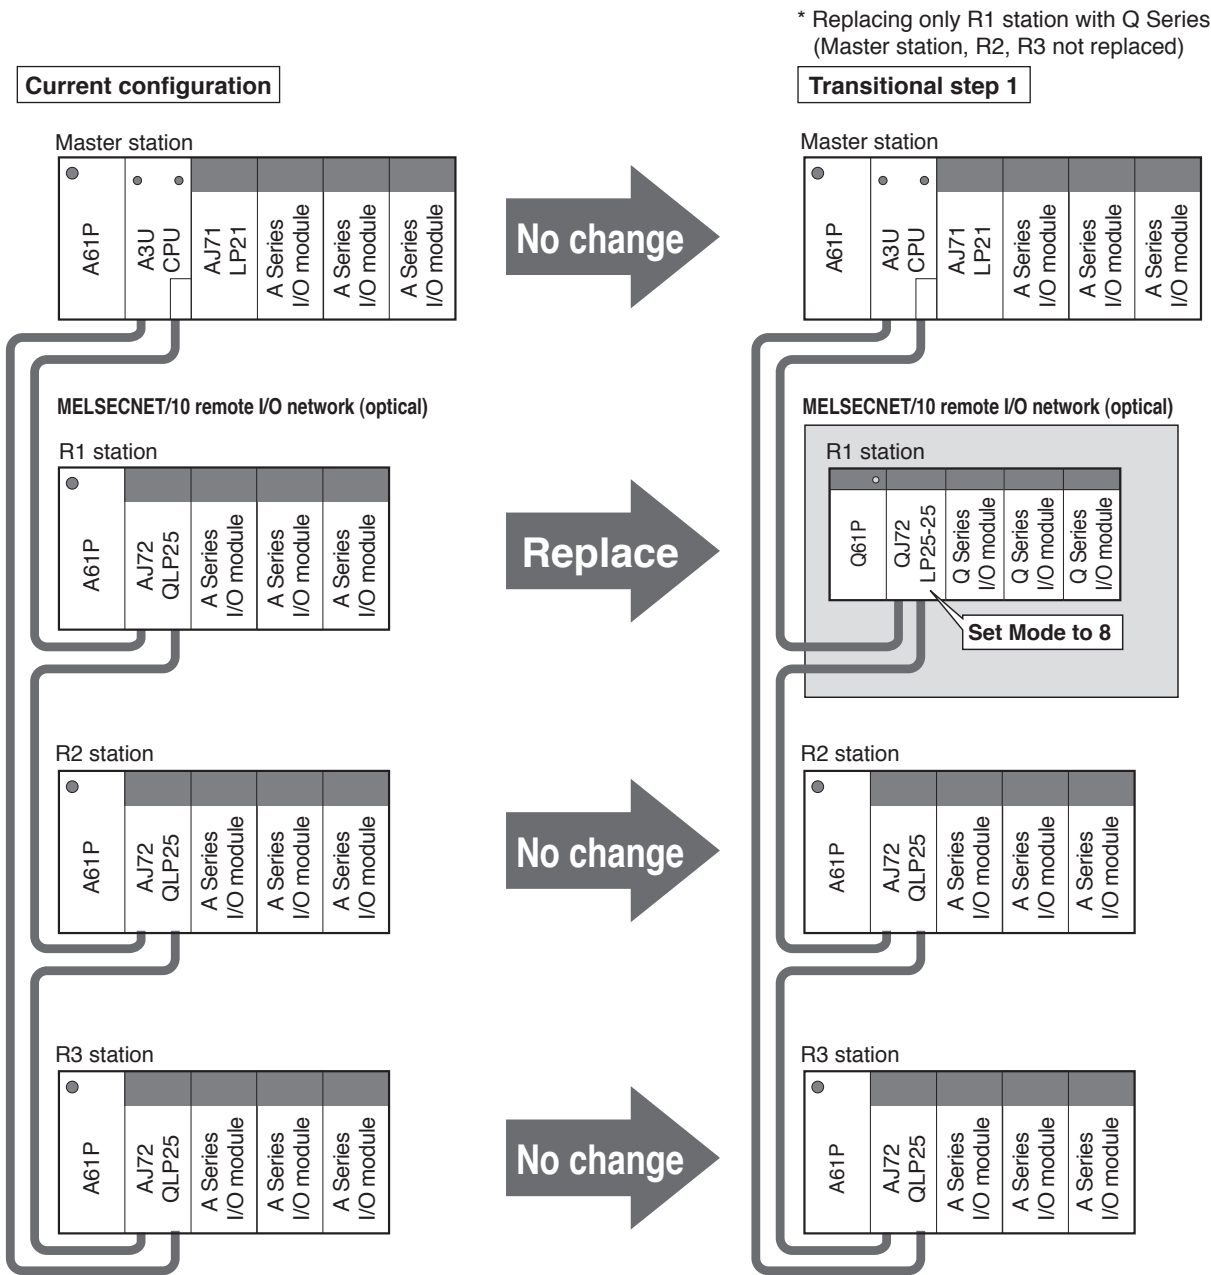 * Replacing only R1 station with Q Series
(Master station, R2, R3 not replaced)
Current configuration
Transitional step 1
Master station
A61P
A3U
CPU
AJ71
LP21
A Series
I/O module
A Series
I/O module
A Series
I/O module
No change
Master station
A61P
A3U
CPU
AJ71
LP21
A Series
I/O module
A Series
I/O module
A Series
I/O module
MELSECNET/10 remote I/O network (optical)
R1 station
A61P
AJ72
QLP25
A Series
I/O module
A Series
I/O module
A Series
I/O module
Replace
MELSECNET/10 remote I/O network (optical)
R1 station
Q61P
QJ72
LP25-25
Q Series
I/O module
Q Series
I/O module
Q Series
I/O module
Set Mode to 8
R2 station
A61P
AJ72
QLP25
A Series
I/O module
A Series
I/O module
A Series
I/O module
No change
R2 station
A61P
AJ72
QLP25
A Series
I/O module
A Series
I/O module
A Series
I/O module
R3 station
A61P
AJ72
QLP25
A Series
I/O module
A Series
I/O module
A Series
I/O module
No change
R3 station
A61P
AJ72
QLP25
A Series
I/O module
A Series
I/O module
A Series
I/O module